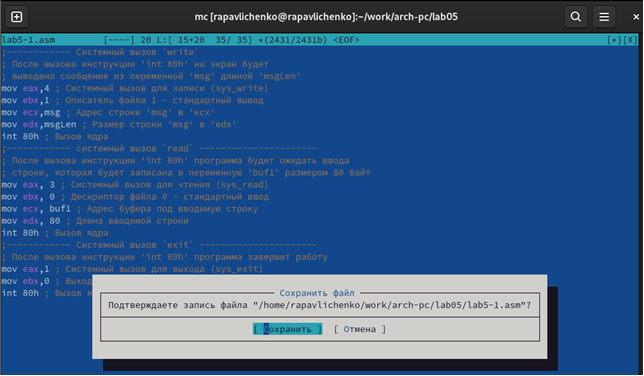 mc [rapavlichenko@rapavlichenko]:~/work/arch-pc/lab05
lab5-1.asm [----] 20 L:[ 15+20 35/ 35] *(2431/2431b) <EOF> [*][X]
;------------ Системный вызов `write`
; После вызова инструкции 'int 80h' на экран будет
; выведено сообщение из переменной 'msg' длиной 'msgLen'
mov eax,4 ; Системный вызов для записи (sys_write)
mov ebx,1 ; Описатель файла 1 - стандартный вывод
mov ecx,msg ; Адрес строки 'msg' в 'ecx'
mov edx,msgLen ; Размер строки 'msg' в 'edx'
int 80h ; Вызов ядра
;------------ системный вызов `read` ----------------------
; После вызова инструкции 'int 80h' программа будет ожидать ввода
; строки, которая будет записана в переменную 'buf1' размером 80 байт
mov eax, 3 ; Системный вызов для чтения (sys_read)
mov ebx, 0 ; Дескриптор файла 0 - стандартный ввод
mov ecx, buf1 ; Адрес буфера под вводимую строку
mov edx, 80 ; Длина вводимой строки
int 80h ; Вызов ядра
;------------ Системный вызов `exit` ----------------------
; После вызова инструкции 'int 80h' программа завершит работу
mov eax,1 ; Системный вызов для выхода (sys_exit)
mov ebx,0 ; Выход
int 80h ; Вызов я
Сохранить файл
Подтверждаете запись файла "/home/rapavlichenko/work/arch-pc/lab05/lab5-1.asm"?
[ Сохранить ] [ Отмена ]